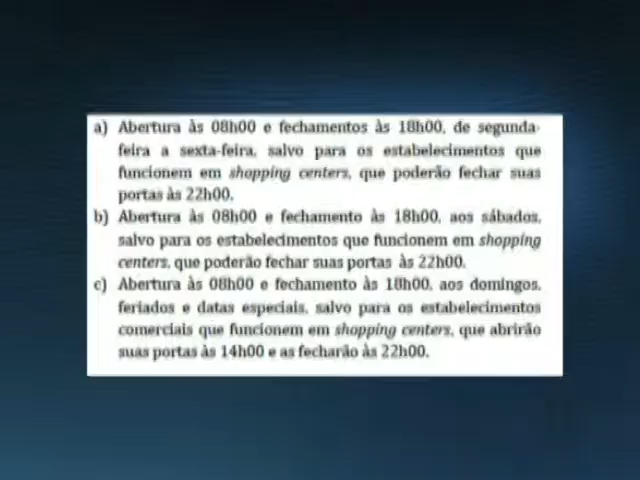 a) Abertura às 08h00 e fechamentos às 18h00, de segunda-
feira a sexta-feira, salvo para os estabelecimentos que
funcionem em shopping centers, que poderão fechar suas
portas às 22h00.
b) Abertura às 08h00 e fechamento às 18h00, aos sábados,
salvo para os estabelecimentos que funcionem em shopping
centers, que poderão fechar suas portas às 22h00.
c) Abertura às 08h00 e fechamento às 18h00, aos domingos,
feriados e datas especiais, salvo para os estabelecimentos
comerciais que funcionem em shopping centers, que abrirão
suas portas às 14h00 e as fecharão às 22h00.